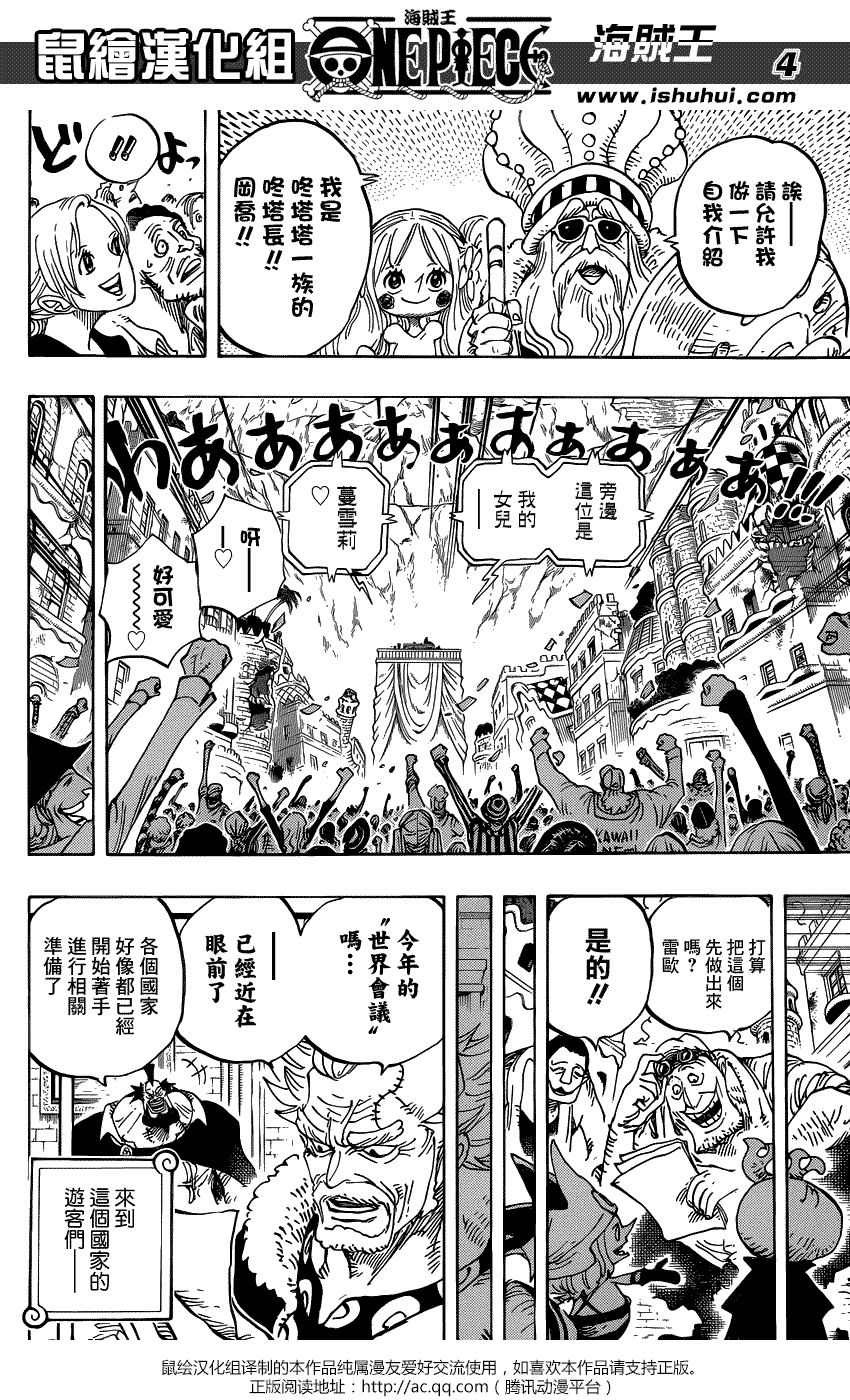 鼠繪漢化組
海賊王
ONE PIECE
海賊王
4
www.ishuhui.com
誒——
請允許我
做一下
自我介紹
我是
咚塔塔一族的
咚塔長!!
岡喬!!
!!
どよっ
旁邊
這位是
我的
女兒
——
蔓雪莉
♡
わあああああああああ!!!
呀
——
♡
好可愛
♡
KAWAII
打算
把這個
先做出來
嗎?
雷歐
是的!!
今年的
“世界會議”
嗎…
——
已經近在
眼前了
各個國家
好像都已經
開始著手
進行相關
準備了
來到
這個國家的
遊客們——
鼠绘汉化组译制的本作品纯属漫友爱好交流使用，如喜欢本作品请支持正版。
正版阅读地址：http://ac.qq.com（腾讯动漫平台）